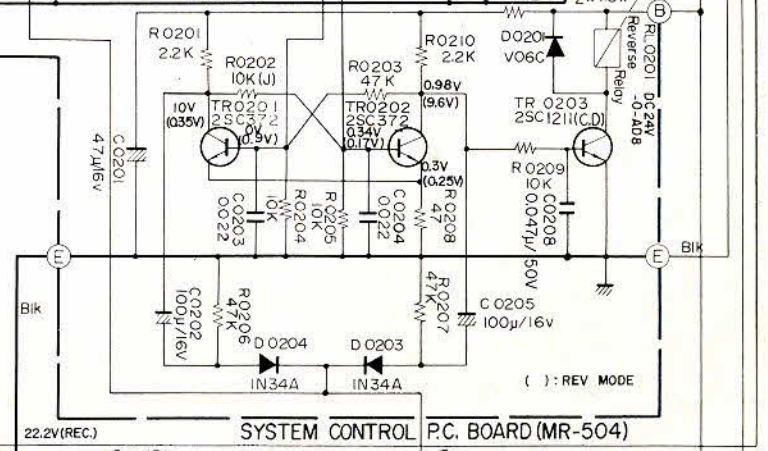 B
R0201
2.2K
R0202
10K(J)
R0203
47K
R0210
2.2K
D0201
V06C
RL0201 DC24V
Reverse -0-AD8
Relay
10V
(0.35V)
TR0201
2SC372
0V
(0.9V)
TR0202
2SC372
0.34V
(0.17V)
0.98V
(9.6V)
TR 0203
2SC1211(C,D)
0.3V
(0.25V)
C0201
47μ/16V
C0203
0.022
R0204
10K
R0205
10K
C0204
0.022
R0208
47
R0209
10K
C0208
0.047μ/50V
E
E
Blk
Blk
C0202
100μ/16V
R0206
47K
R0207
47K
C0205
100μ/16V
D0204
1N34A
D0203
1N34A
( ):REV MODE
22.2V(REC.)
SYSTEM CONTROL P.C. BOARD(MR-504)